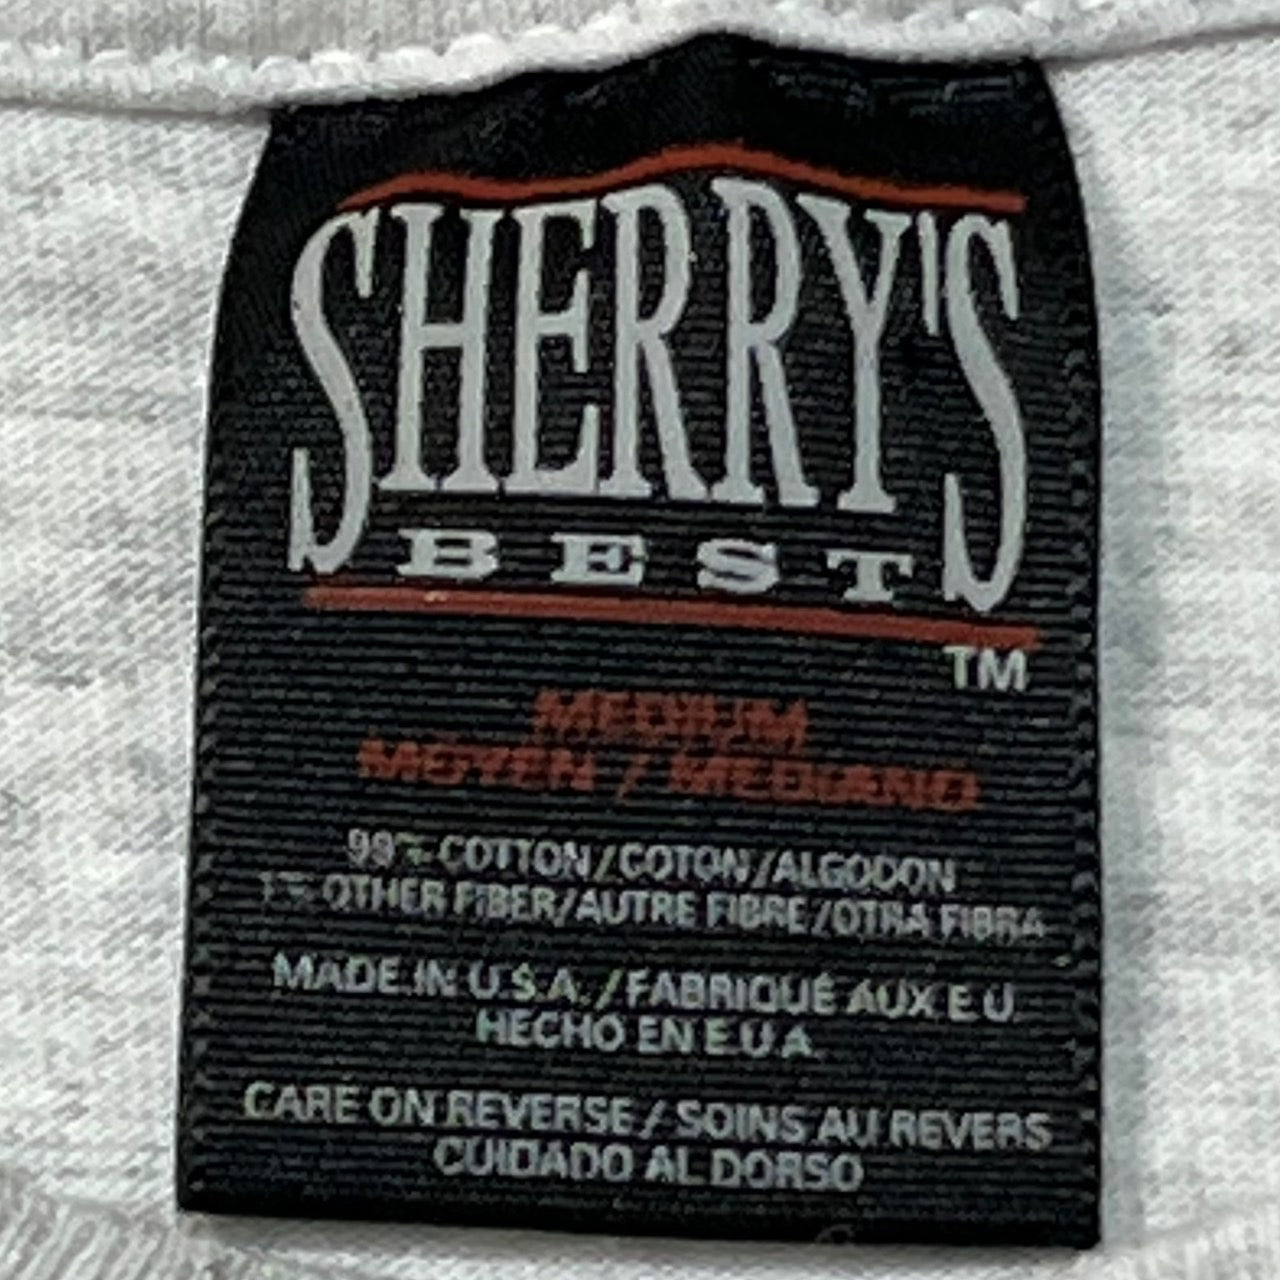 SHERRY'S
BEST
TM
MEDIUM
MOYEN / MEDIANO
99% COTTON/COTON/ALGODON
1% OTHER FIBER/AUTRE FIBRE/OTRA FIBRA
MADE IN U.S.A./FABRIQUÉ AUX E.U.
HECHO EN E.U.A.
CARE ON REVERSE/SOINS AU REVERS
CUIDADO AL DORSO